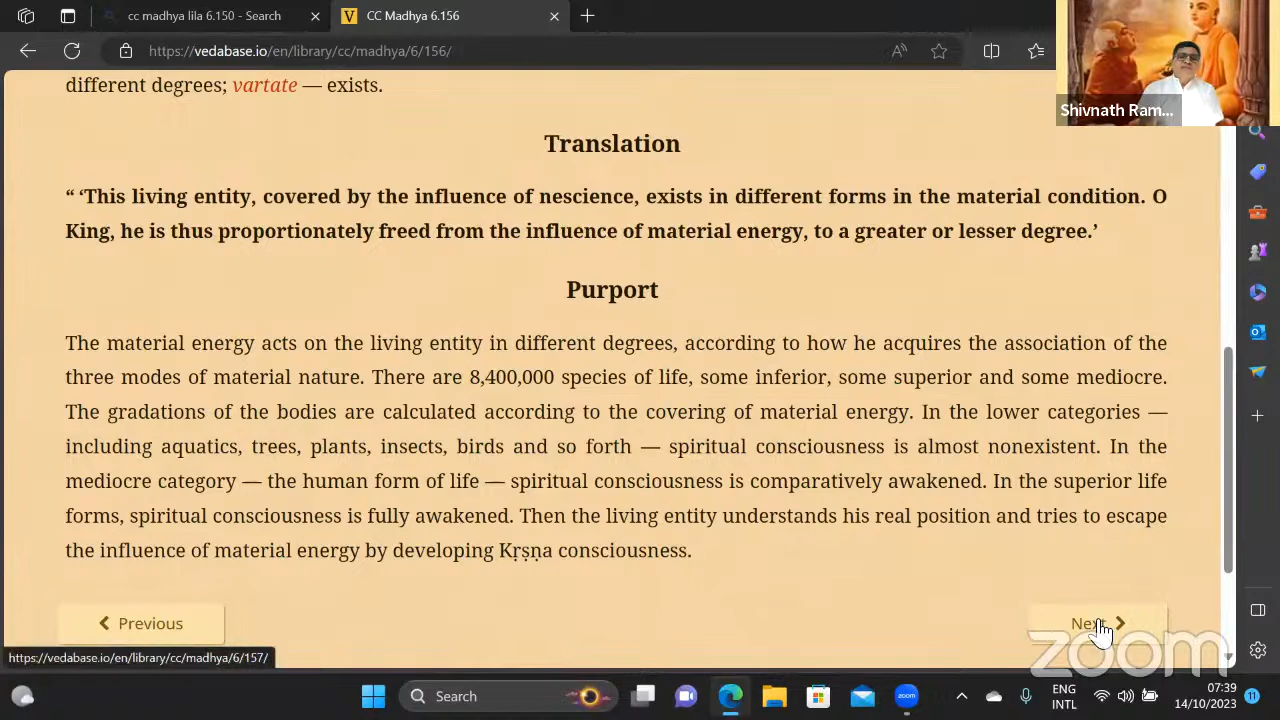 cc madhya lila 6.150 - Search
CC Madhya 6.156
https://vedabase.io/en/library/cc/madhya/6/156/
Shivnath Ram...
different degrees; vartate — exists.
Translation
“ ‘This living entity, covered by the influence of nescience, exists in different forms in the material condition. O
King, he is thus proportionately freed from the influence of material energy, to a greater or lesser degree.’
Purport
The material energy acts on the living entity in different degrees, according to how he acquires the association of the
three modes of material nature. There are 8,400,000 species of life, some inferior, some superior and some mediocre.
The gradations of the bodies are calculated according to the covering of material energy. In the lower categories —
including aquatics, trees, plants, insects, birds and so forth — spiritual consciousness is almost nonexistent. In the
mediocre category — the human form of life — spiritual consciousness is comparatively awakened. In the superior life
forms, spiritual consciousness is fully awakened. Then the living entity understands his real position and tries to escape
the influence of material energy by developing Kṛṣṇa consciousness.
Previous
Next
zoom
https://vedabase.io/en/library/cc/madhya/6/157/
Search
zoom
ENG
INTL
07:39
14/10/2023
11